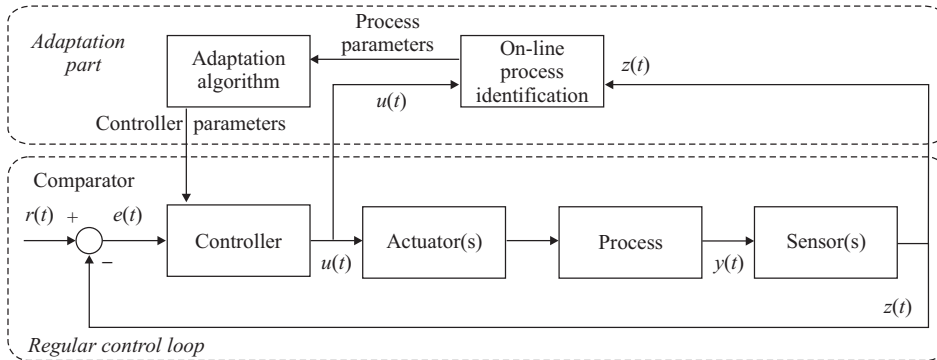 Adaptation
part
Process
parameters
Adaptation
algorithm
On-line
process
identification
z(t)
u(t)
Controller parameters
Comparator
r(t)
+
e(t)
−
Controller
u(t)
Actuator(s)
Process
y(t)
Sensor(s)
z(t)
Regular control loop